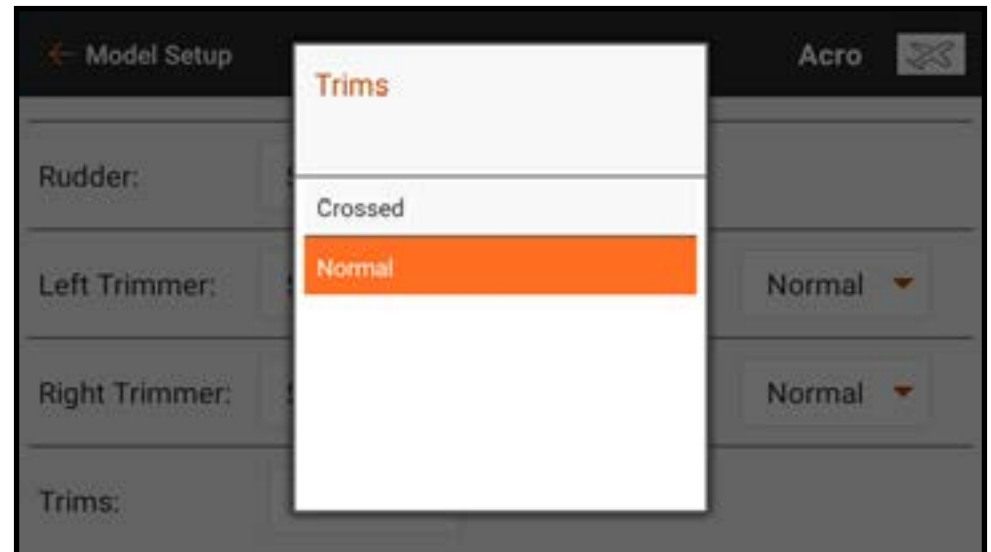 Model Setup
Acro
Trims
Rudder:
Crossed
Normal
Left Trimmer:
Normal
Right Trimmer:
Normal
Trims: